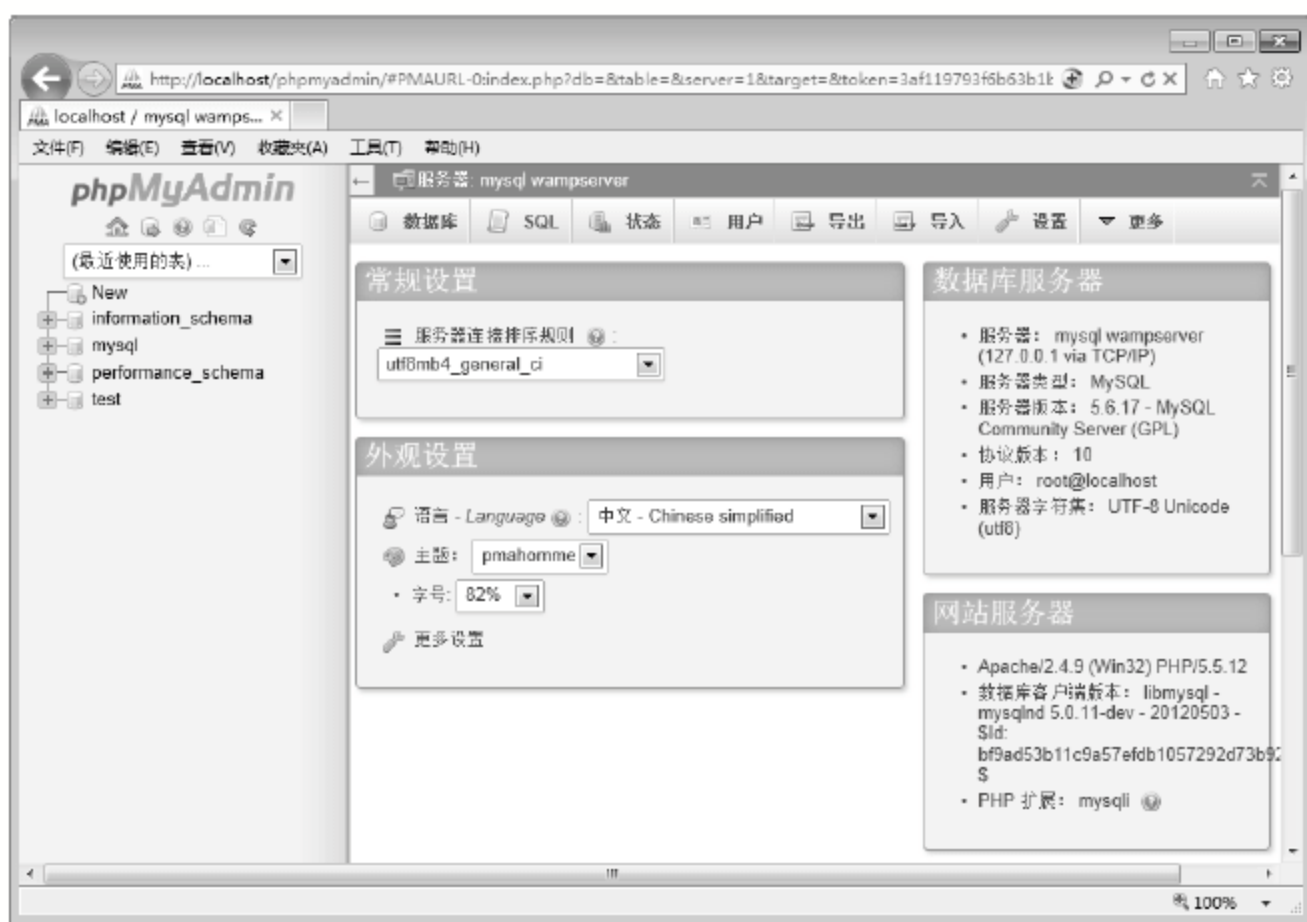 http://localhost/phpmyadmin/#PMAURL-0:index.php?db=&table=&server=1&target=&token=3af119793f6b63b1b
localhost / mysql wamps...
文件(F) 编辑(E) 查看(V) 收藏夹(A) 工具(T) 帮助(H)
phpMyAdmin
(最近使用的表) ...
New
information_schema
mysql
performance_schema
test
服务器: mysql wampserver
数据库 SQL 状态 用户 导出 导入 设置 更多
常规设置
服务器连接排序规则 :
utf8mb4_general_ci
外观设置
语言 - Language : 中文 - Chinese simplified
主题: pmahomme
字号: 82%
更多设置
数据库服务器
服务器: mysql wampserver
(127.0.0.1 via TCP/IP)
服务器类型: MySQL
服务器版本: 5.6.17 - MySQL
Community Server (GPL)
协议版本: 10
用户: root@localhost
服务器字符集: UTF-8 Unicode
(utf8)
网站服务器
Apache/2.4.9 (Win32) PHP/5.5.12
数据库客户端版本: libmysql -
mysqlnd 5.0.11-dev - 20120503 -
$Id:
bf9ad53b11c9a57efdb1057292d73b92
$
PHP 扩展: mysqli
100%